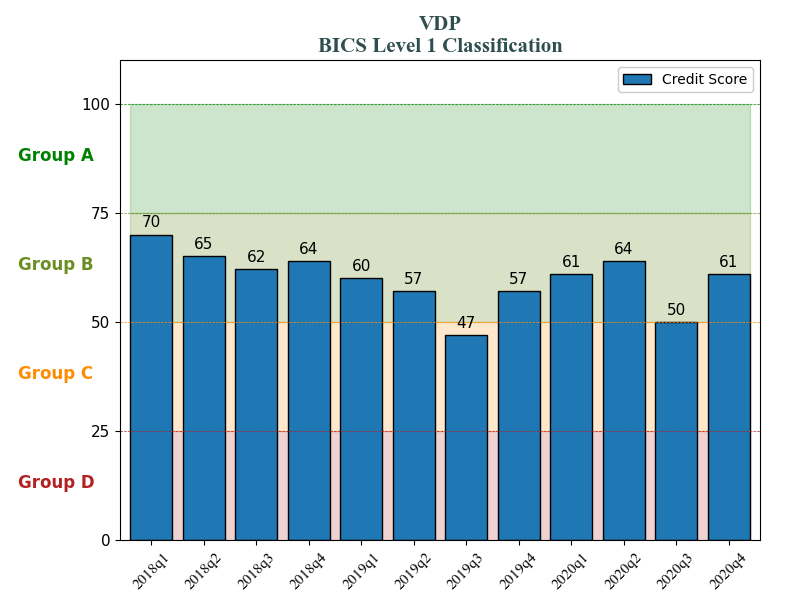 VDP
BICS Level 1 Classification
Credit Score
100
Group A
75
70
65
62
64
60
57
47
57
61
64
50
61
Group B
50
Group C
25
Group D
0
2018q1
2018q2
2018q3
2018q4
2019q1
2019q2
2019q3
2019q4
2020q1
2020q2
2020q3
2020q4